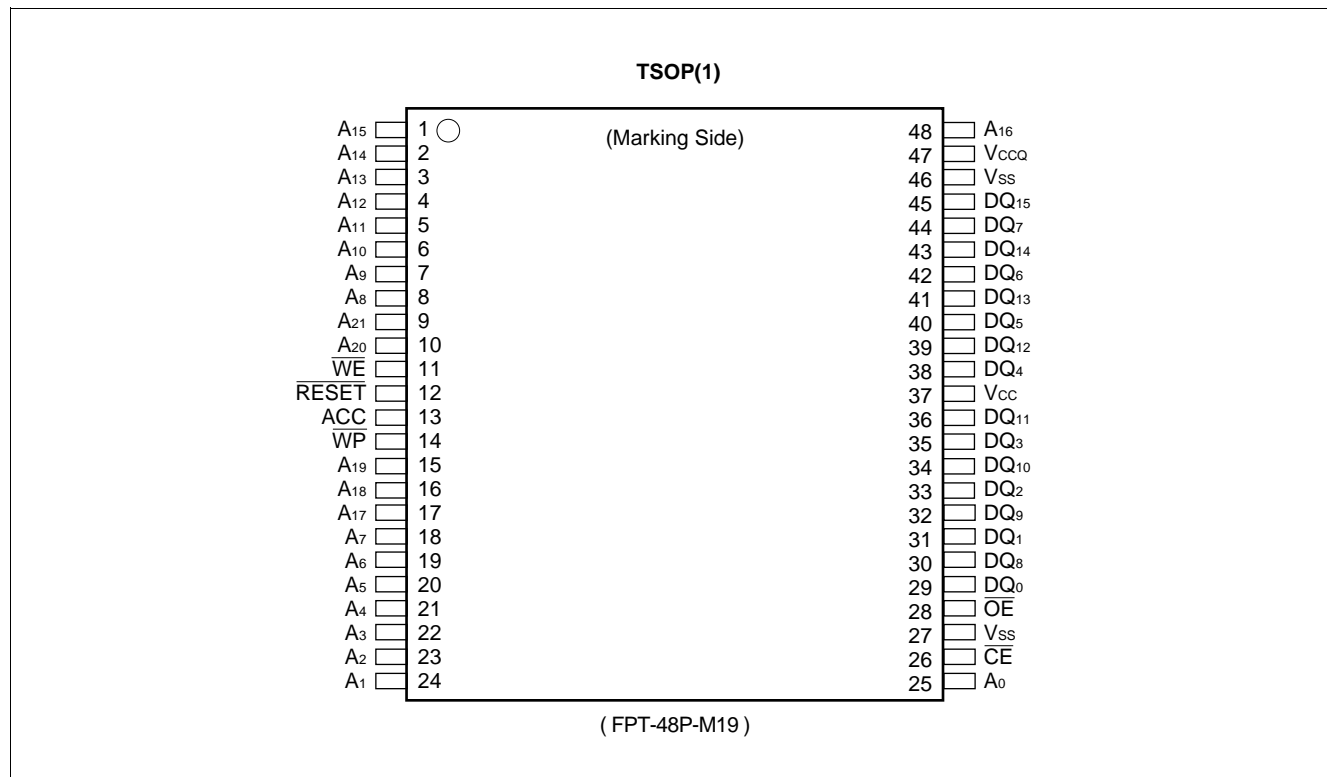 TSOP(1)
(Marking Side)
A15 1 48 A16
A14 2 47 VCCQ
A13 3 46 VSS
A12 4 45 DQ15
A11 5 44 DQ7
A10 6 43 DQ14
A9 7 42 DQ6
A8 8 41 DQ13
A21 9 40 DQ5
A20 10 39 DQ12
W̅E̅ 11 38 DQ4
R̅E̅S̅E̅T̅ 12 37 VCC
ACC 13 36 DQ11
W̅P̅ 14 35 DQ3
A19 15 34 DQ10
A18 16 33 DQ2
A17 17 32 DQ9
A7 18 31 DQ1
A6 19 30 DQ8
A5 20 29 DQ0
A4 21 28 O̅E̅
A3 22 27 VSS
A2 23 26 C̅E̅
A1 24 25 A0
( FPT-48P-M19 )